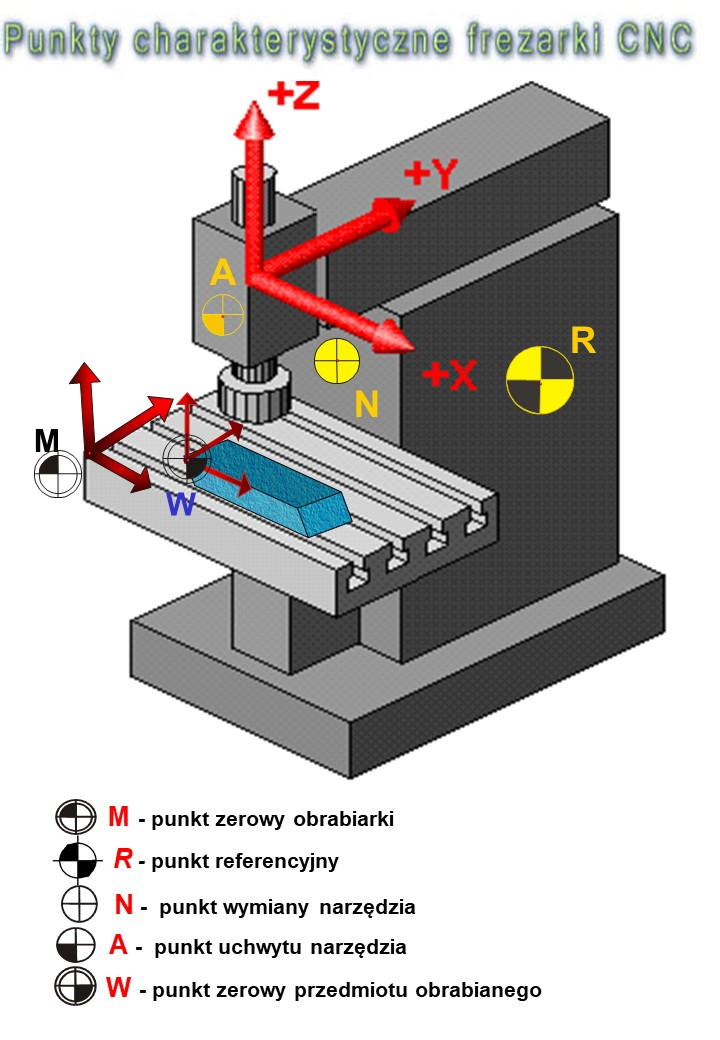 Punkty charakterystyczne frezarki CNC
+Z
+Y
A
R
+X
N
M
W
M - punkt zerowy obrabiarki
R - punkt referencyjny
N - punkt wymiany narzędzia
A - punkt uchwytu narzędzia
W - punkt zerowy przedmiotu obrabianego